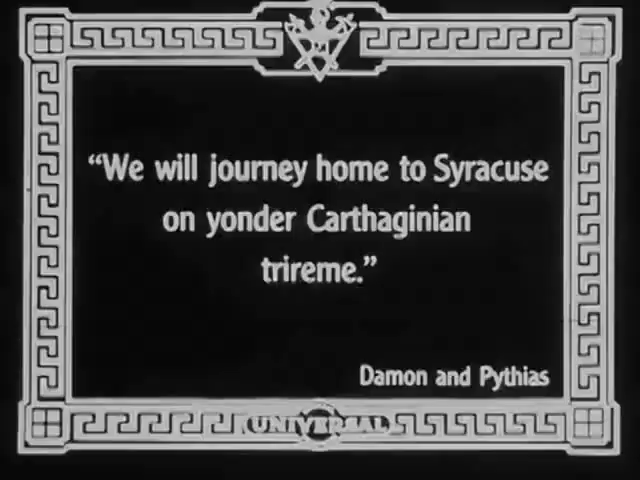 “We will journey home to Syracuse
on yonder Carthaginian
trireme.”
Damon and Pythias
UNIVERSAL